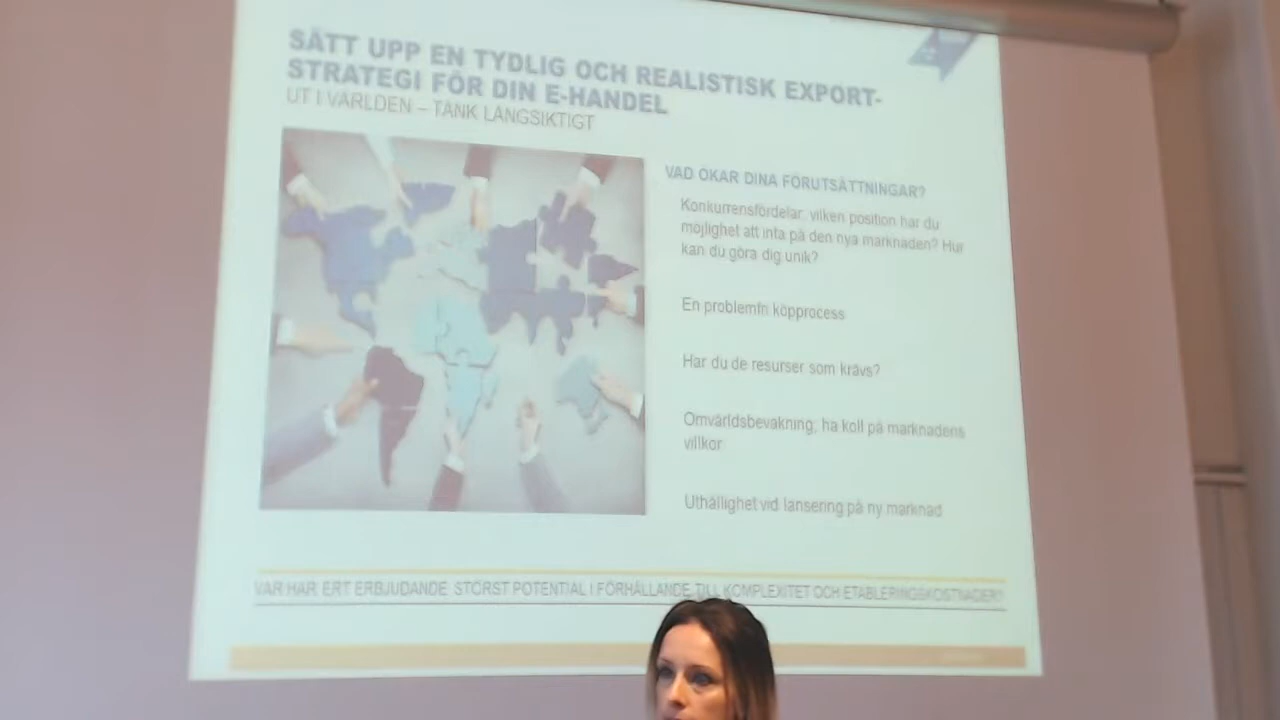 SÄTT UPP EN TYDLIG OCH REALISTISK EXPORT-
STRATEGI FÖR DIN E-HANDEL
UT I VÄRLDEN – TÄNK LÅNGSIKTIGT
VAD ÖKAR DINA FÖRUTSÄTTNINGAR?
Konkurrensfördelar: vilken position har du
möjlighet att inta på den nya marknaden? Hur
kan du göra dig unik?
En problemfri köpprocess
Har du de resurser som krävs?
Omvärldsbevakning; ha koll på marknadens
villkor
Uthållighet vid lansering på ny marknad
VAR HAR ERT ERBJUDANDE STÖRST POTENTIAL I FÖRHÅLLANDE TILL KOMPLEXITET OCH ETABLERINGSKOSTNADER?